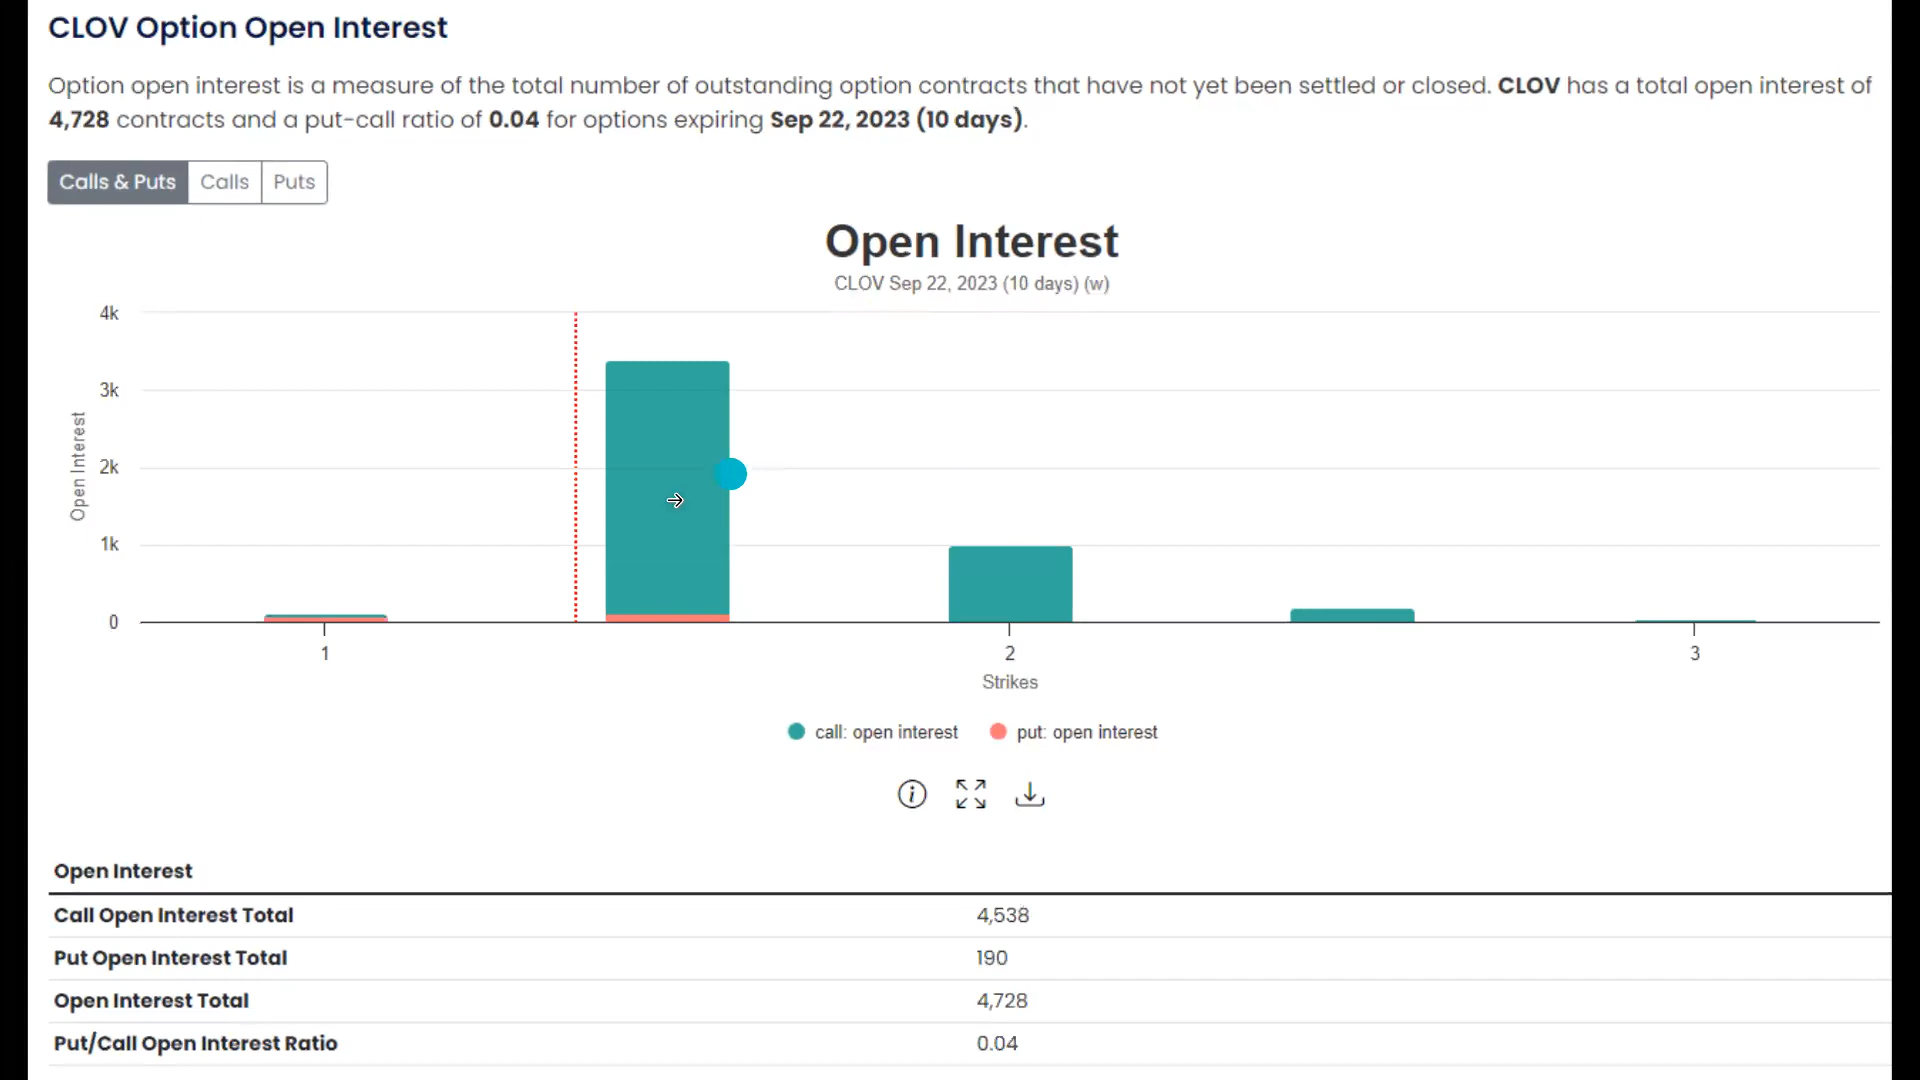 CLOV Option Open Interest
Option open interest is a measure of the total number of outstanding option contracts that have not yet been settled or closed. CLOV has a total open interest of
4,728 contracts and a put-call ratio of 0.04 for options expiring Sep 22, 2023 (10 days).
Calls & Puts Calls Puts
Open Interest
CLOV Sep 22, 2023 (10 days) (w)
4k
3k
2k
1k
0
Open Interest
1 2 3
Strikes
call: open interest put: open interest
Open Interest
Call Open Interest Total 4,538
Put Open Interest Total 190
Open Interest Total 4,728
Put/Call Open Interest Ratio 0.04